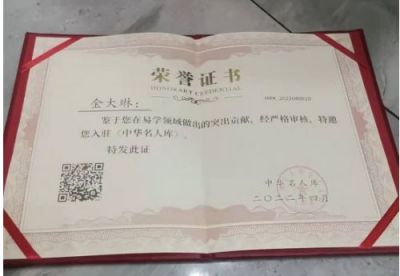 荣誉证书
HONORARY CREDENTIAL
金大琳：
鉴于您在易学领域做出的突出贡献、经严格审核、特邀
您入驻《中华名人库》。
特发此证
中华名人库
二〇二二年四月